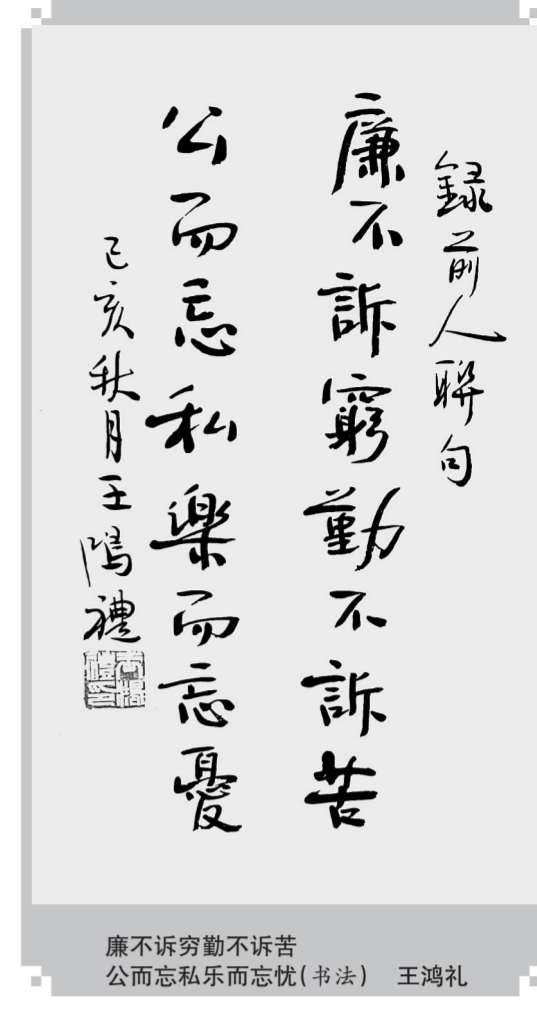 録前人聯句
廉不訴窮勤不訴苦
公而忘私樂而忘憂
己亥秋月王鴻禮
廉不诉穷勤不诉苦
公而忘私乐而忘忧(书法) 王鸿礼